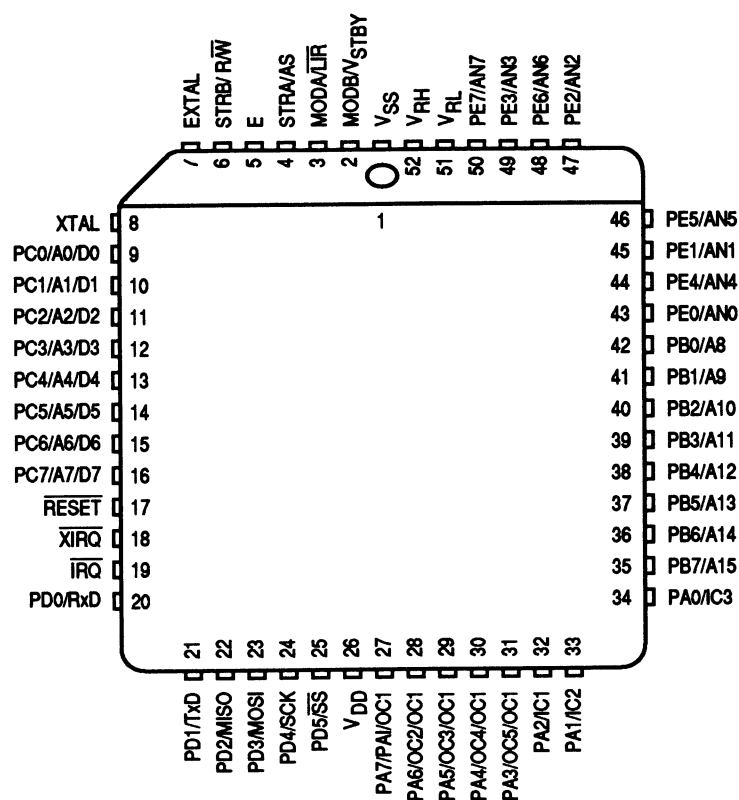 EXTAL
STRB/ R/W̅
E
STRA/AS
MODA/L̅I̅R̅
MODB/VSTBY
VSS
VRH
VRL
PE7/AN7
PE3/AN3
PE6/AN6
PE2/AN2
7 6 5 4 3 2 52 51 50 49 48 47
1
XTAL 8
PC0/A0/D0 9
PC1/A1/D1 10
PC2/A2/D2 11
PC3/A3/D3 12
PC4/A4/D4 13
PC5/A5/D5 14
PC6/A6/D6 15
PC7/A7/D7 16
R̅E̅S̅E̅T̅ 17
X̅I̅R̅Q̅ 18
I̅R̅Q̅ 19
PD0/RxD 20
46 PE5/AN5
45 PE1/AN1
44 PE4/AN4
43 PE0/AN0
42 PB0/A8
41 PB1/A9
40 PB2/A10
39 PB3/A11
38 PB4/A12
37 PB5/A13
36 PB6/A14
35 PB7/A15
34 PA0/IC3
21 22 23 24 25 26 27 28 29 30 31 32 33
PD1/TxD
PD2/MISO
PD3/MOSI
PD4/SCK
PD5/S̅S̅
VDD
PA7/PAI/OC1
PA6/OC2/OC1
PA5/OC3/OC1
PA4/OC4/OC1
PA3/OC5/OC1
PA2/IC1
PA1/IC2